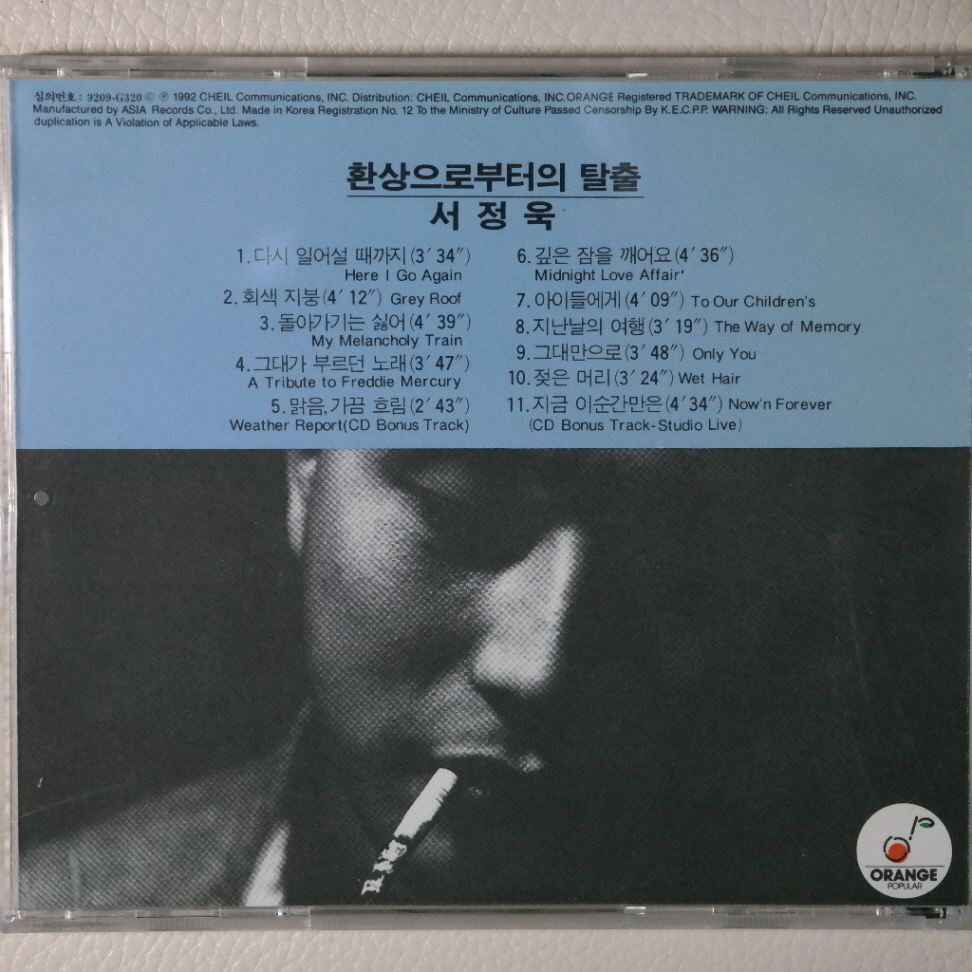 심의번호: 9209-G320 © ℗ 1992 CHEIL Communications, INC. Distribution: CHEIL Communications, INC.ORANGE Registered TRADEMARK OF CHEIL Communications, INC.
Manufactured by ASIA Records Co., Ltd. Made in Korea Registration No. 12 To the Ministry of Culture Passed Censorship By K.E.C.P.P. WARNING: All Rights Reserved Unauthorized
duplication is A Violation of Applicable Laws.
환상으로부터의 탈출
서 정 욱
1. 다시 일어설 때까지 (3′ 34″)
Here I Go Again
2. 회색 지붕 (4′ 12″) Grey Roof
3. 돌아가기는 싫어 (4′ 39″)
My Melancholy Train
4. 그대가 부르던 노래 (3′ 47″)
A Tribute to Freddie Mercury
5. 맑음, 가끔 흐림 (2′ 43″)
Weather Report(CD Bonus Track)
6. 깊은 잠을 깨어요 (4′ 36″)
Midnight Love Affair'
7. 아이들에게 (4′ 09″) To Our Children's
8. 지난날의 여행 (3′ 19″) The Way of Memory
9. 그대만으로 (3′ 48″) Only You
10. 젖은 머리 (3′ 24″) Wet Hair
11. 지금 이순간만은 (4′ 34″) Now'n Forever
(CD Bonus Track-Studio Live)
ORANGE
POPULAR